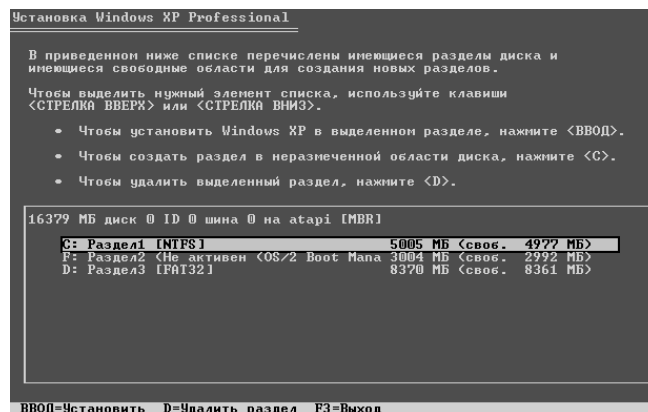 Установка Windows XP Professional
В приведенном ниже списке перечислены имеющиеся разделы диска и
имеющиеся свободные области для создания новых разделов.
Чтобы выделить нужный элемент списка, используйте клавиши
<СТРЕЛКА ВВЕРХ> или <СТРЕЛКА ВНИЗ>.
• Чтобы установить Windows XP в выделенном разделе, нажмите <ВВОД>.
• Чтобы создать раздел в неразмеченной области диска, нажмите <C>.
• Чтобы удалить выделенный раздел, нажмите <D>.
16379 МБ диск 0 ID 0 шина 0 на atapi [MBR]
C: Раздел1 [NTFS] 5005 МБ (своб. 4977 МБ)
F: Раздел2 (Не активен (OS/2 Boot Mana 3004 МБ (своб. 2992 МБ)
D: Раздел3 [FAT32] 8370 МБ (своб. 8361 МБ)
ВВОД=Установить D=Удалить раздел F3=Выход